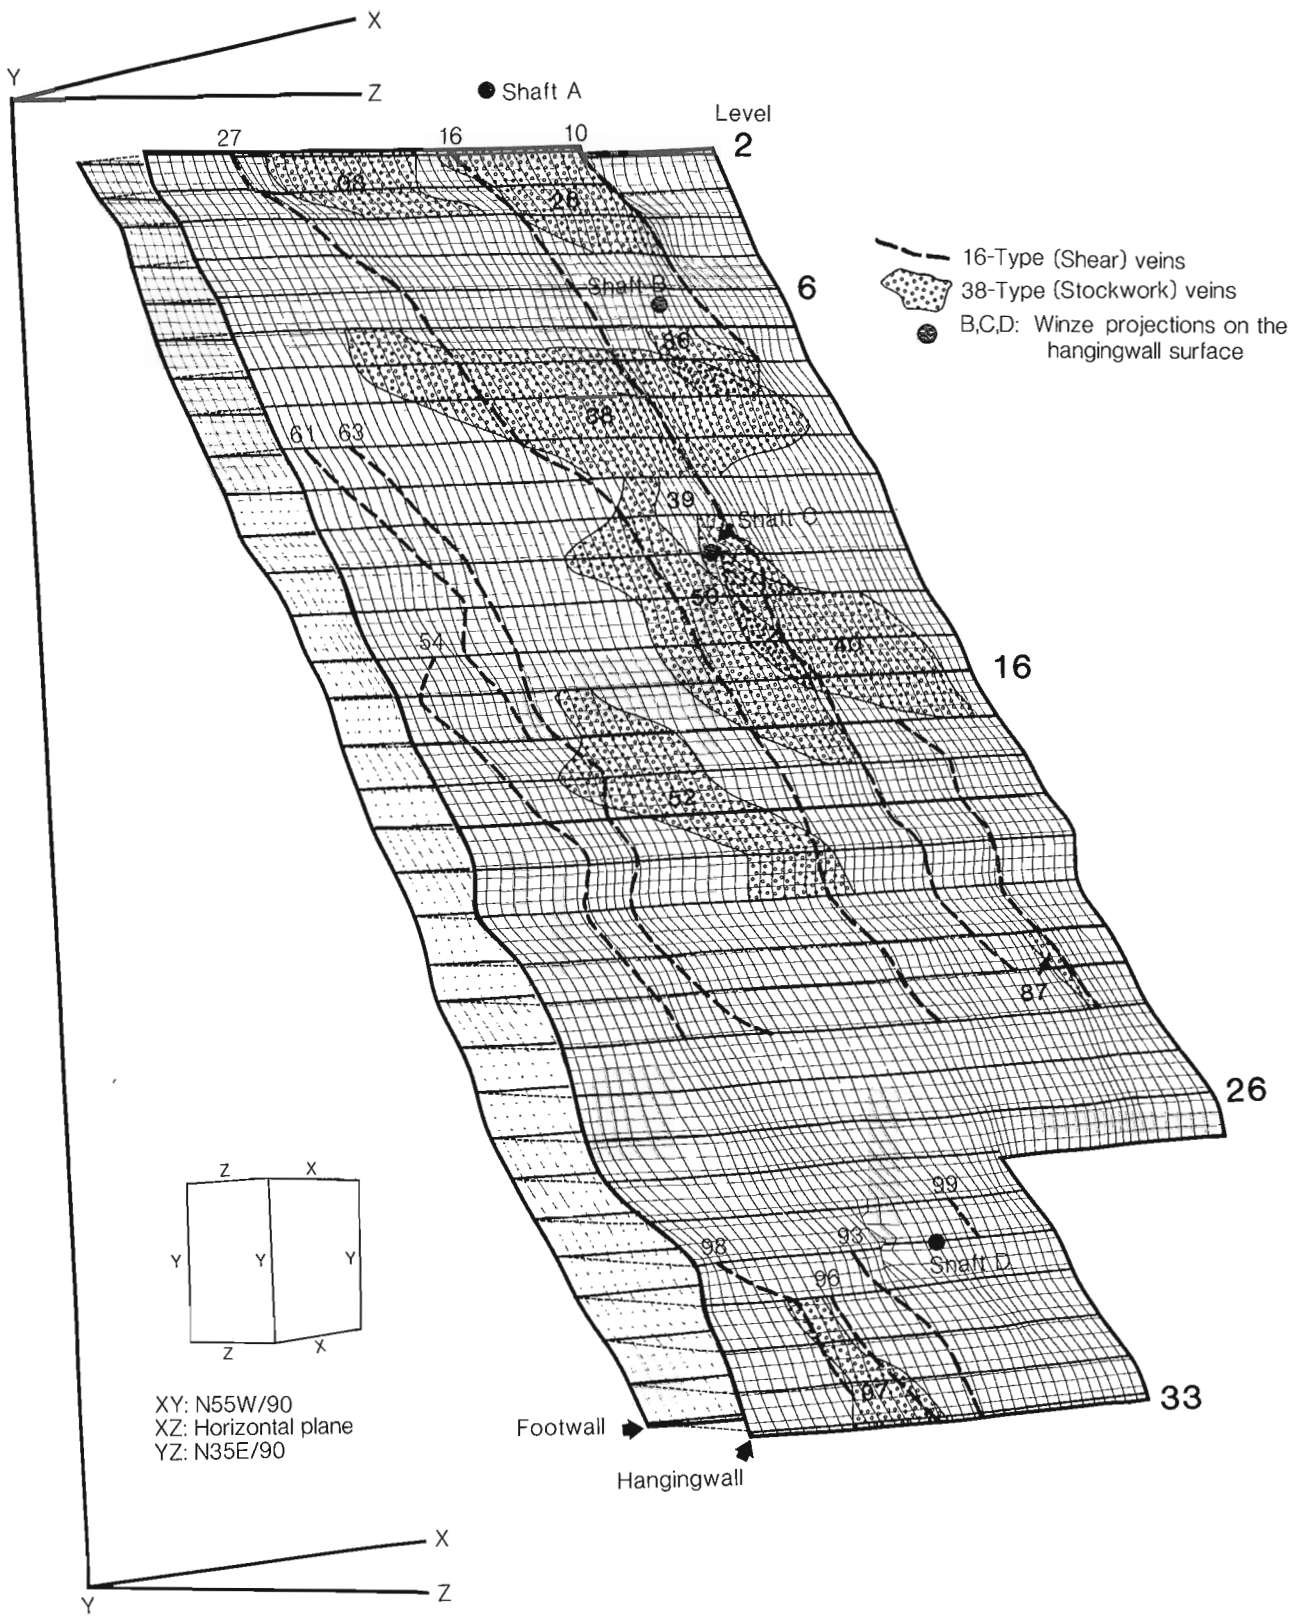 X
Y
Z
Shaft A
Level
27
16
10
2
28
16-Type (Shear) veins
6
Shaft B
38-Type (Stockwork) veins
B,C,D: Winze projections on the
hangingwall surface
38
61
63
39
Shaft C
50
54
40
16
52
87
26
Z
X
99
93
98
Y
Y
Y
Shaft D
96
Z
X
97
33
XY: N55W/90
XZ: Horizontal plane
YZ: N35E/90
Footwall
Hangingwall
X
Z
Y